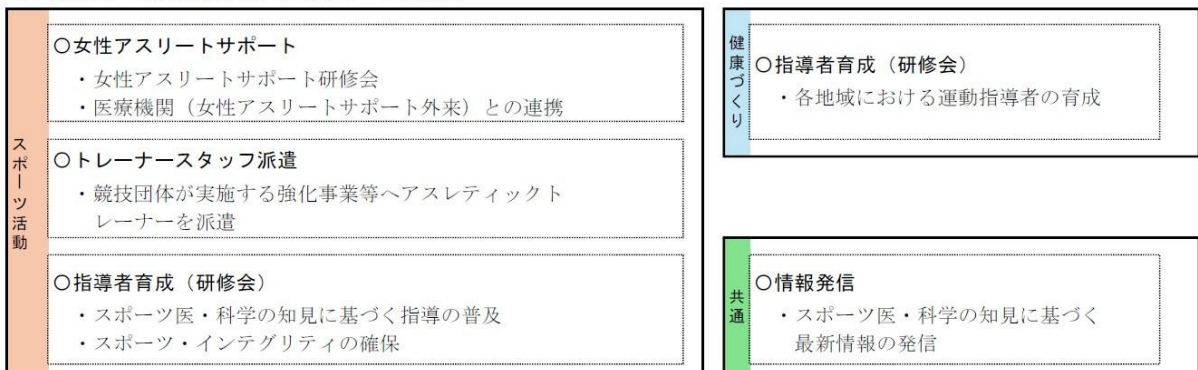 スポーツ活動
〇女性アスリートサポート
・女性アスリートサポート研修会
・医療機関（女性アスリートサポート外来）との連携
〇トレーナースタッフ派遣
・競技団体が実施する強化事業等へアスレティックト
レーナーを派遣
〇指導者育成（研修会）
・スポーツ医・科学の知見に基づく指導の普及
・スポーツ・インテグリティの確保
健康づくり
〇指導者育成（研修会）
・各地域における運動指導者の育成
共通
〇情報発信
・スポーツ医・科学の知見に基づく
最新情報の発信